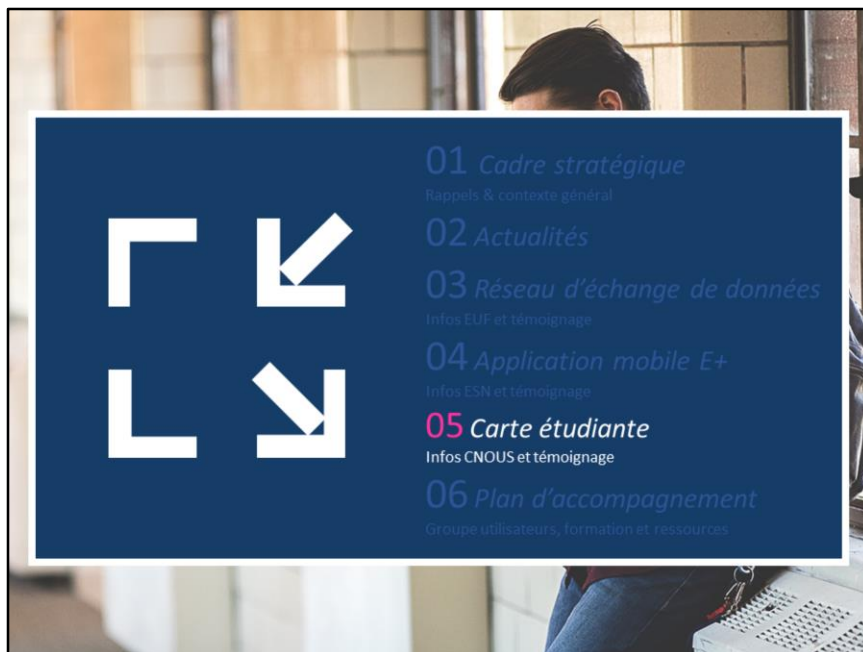 01 Cadre stratégique
Rappels & contexte général
02 Actualités
03 Réseau d'échange de données
Infos EUF et témoignage
04 Application mobile E+
Infos ESN et témoignage
05 Carte étudiante
Infos CNOUS et témoignage
06 Plan d'accompagnement
Groupe utilisateurs, formation et ressources